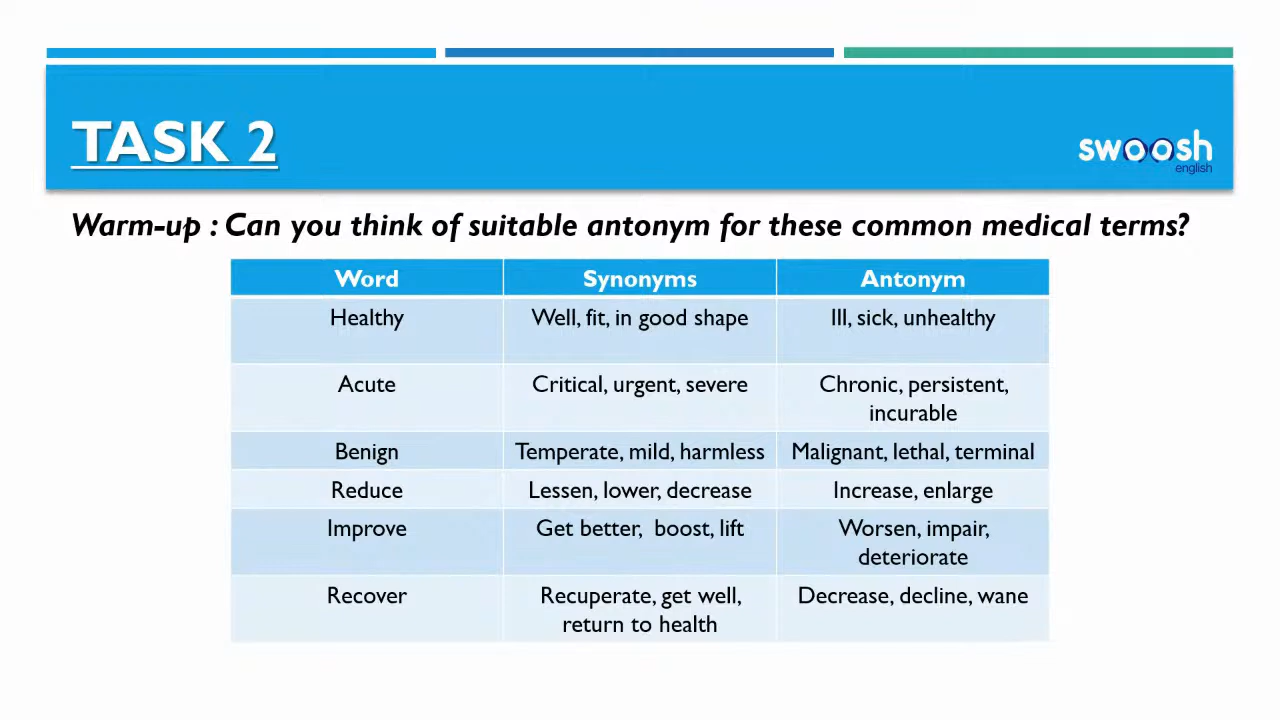 TASK 2
swoosh
english
Warm-up : Can you think of suitable antonym for these common medical terms?
Word Synonyms Antonym
Healthy Well, fit, in good shape Ill, sick, unhealthy
Acute Critical, urgent, severe Chronic, persistent,
incurable
Benign Temperate, mild, harmless Malignant, lethal, terminal
Reduce Lessen, lower, decrease Increase, enlarge
Improve Get better,  boost, lift Worsen, impair,
deteriorate
Recover Recuperate, get well, Decrease, decline, wane
return to health